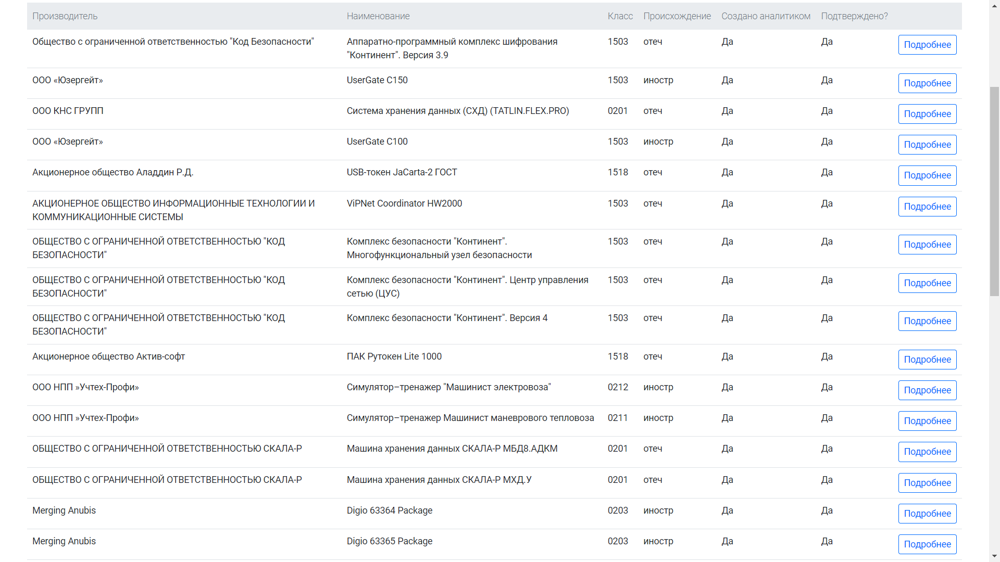 Производитель Наименование Класс Происхождение Создано аналитиком Подтверждено?
Общество с ограниченной ответственностью "Код Безопасности" Аппаратно-программный комплекс шифрования 1503 отеч Да Да Подробнее
"Континент". Версия 3.9
ООО «Юзергейт» UserGate C150 1503 иностр Да Да Подробнее
ООО КНС ГРУПП Система хранения данных (СХД) (TATLIN.FLEX.PRO) 0201 отеч Да Да Подробнее
ООО «Юзергейт» UserGate C100 1503 иностр Да Да Подробнее
Акционерное общество Аладдин Р.Д. USB-токен JaCarta-2 ГОСТ 1518 отеч Да Да Подробнее
АКЦИОНЕРНОЕ ОБЩЕСТВО ИНФОРМАЦИОННЫЕ ТЕХНОЛОГИИ И ViPNet Coordinator HW2000 1503 отеч Да Да Подробнее
КОММУНИКАЦИОННЫЕ СИСТЕМЫ
ОБЩЕСТВО С ОГРАНИЧЕННОЙ ОТВЕТСТВЕННОСТЬЮ "КОД Комплекс безопасности "Континент". 1503 отеч Да Да Подробнее
БЕЗОПАСНОСТИ" Многофункциональный узел безопасности
ОБЩЕСТВО С ОГРАНИЧЕННОЙ ОТВЕТСТВЕННОСТЬЮ "КОД Комплекс безопасности "Континент". Центр управления 1503 отеч Да Да Подробнее
БЕЗОПАСНОСТИ" сетью (ЦУС)
ОБЩЕСТВО С ОГРАНИЧЕННОЙ ОТВЕТСТВЕННОСТЬЮ "КОД Комплекс безопасности "Континент". Версия 4 1503 отеч Да Да Подробнее
БЕЗОПАСНОСТИ"
Акционерное общество Актив-софт ПАК Рутокен Lite 1000 1518 отеч Да Да Подробнее
ООО НПП »Учтех-Профи» Симулятор–тренажер "Машинист электровоза" 0212 иностр Да Да Подробнее
ООО НПП »Учтех-Профи» Симулятор–тренажер Машинист маневрового тепловоза 0211 иностр Да Да Подробнее
ОБЩЕСТВО С ОГРАНИЧЕННОЙ ОТВЕТСТВЕННОСТЬЮ СКАЛА-Р Машина хранения данных СКАЛА-Р МБД8.АДКМ 0201 отеч Да Да Подробнее
ОБЩЕСТВО С ОГРАНИЧЕННОЙ ОТВЕТСТВЕННОСТЬЮ СКАЛА-Р Машина хранения данных СКАЛА-Р МХД.У 0201 отеч Да Да Подробнее
Merging Anubis Digio 63364 Package 0203 иностр Да Да Подробнее
Merging Anubis Digio 63365 Package 0203 иностр Да Да Подробнее